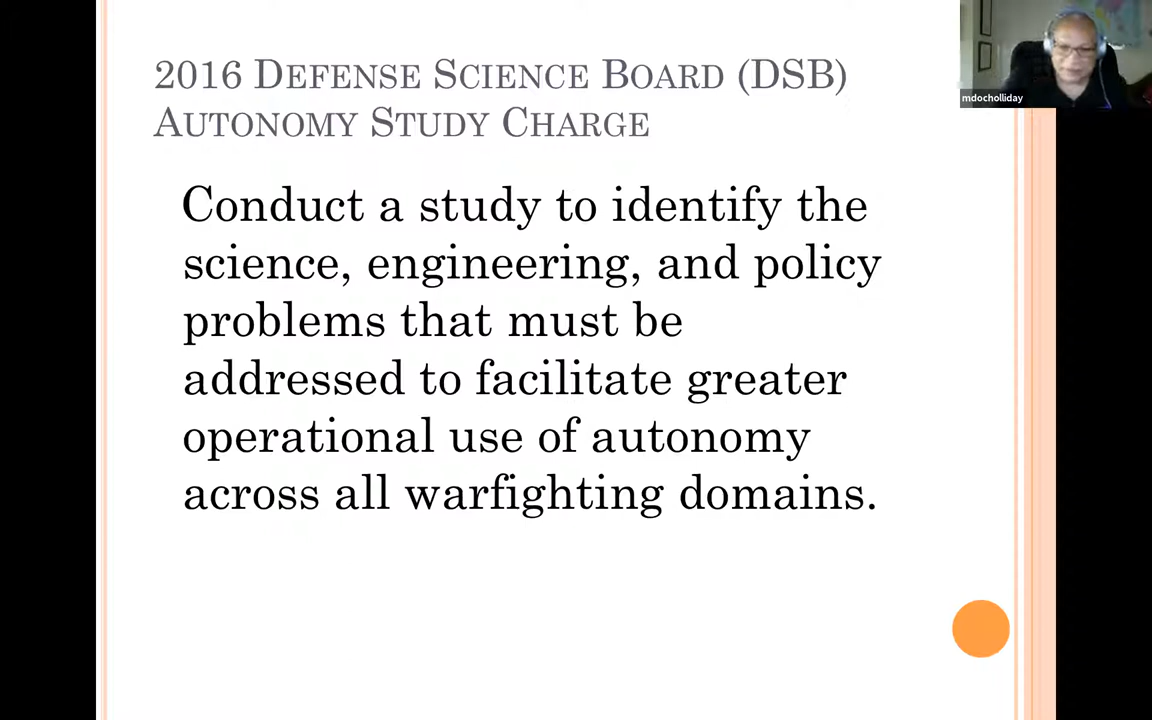 2016 DEFENSE SCIENCE BOARD (DSB)
AUTONOMY STUDY CHARGE
mdocholliday
Conduct a study to identify the
science, engineering, and policy
problems that must be
addressed to facilitate greater
operational use of autonomy
across all warfighting domains.